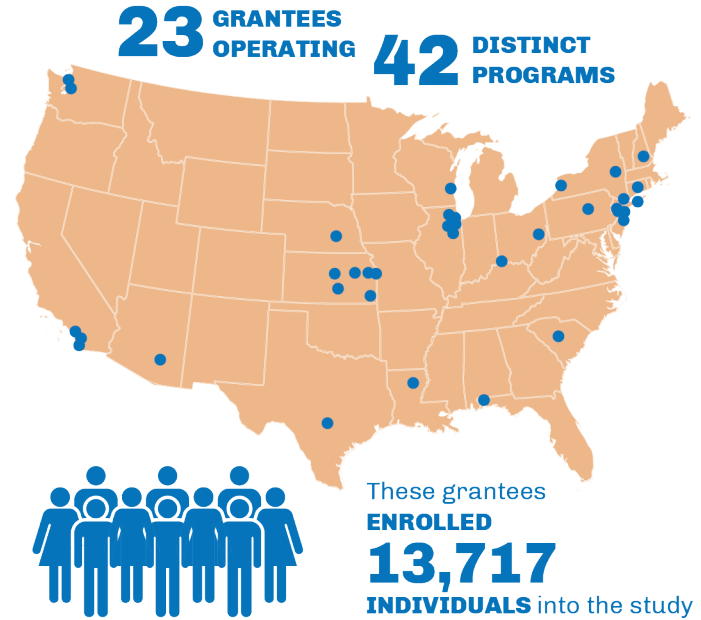 23 GRANTEES
OPERATING
42 DISTINCT
PROGRAMS
These grantees
ENROLLED
13,717
INDIVIDUALS into the study